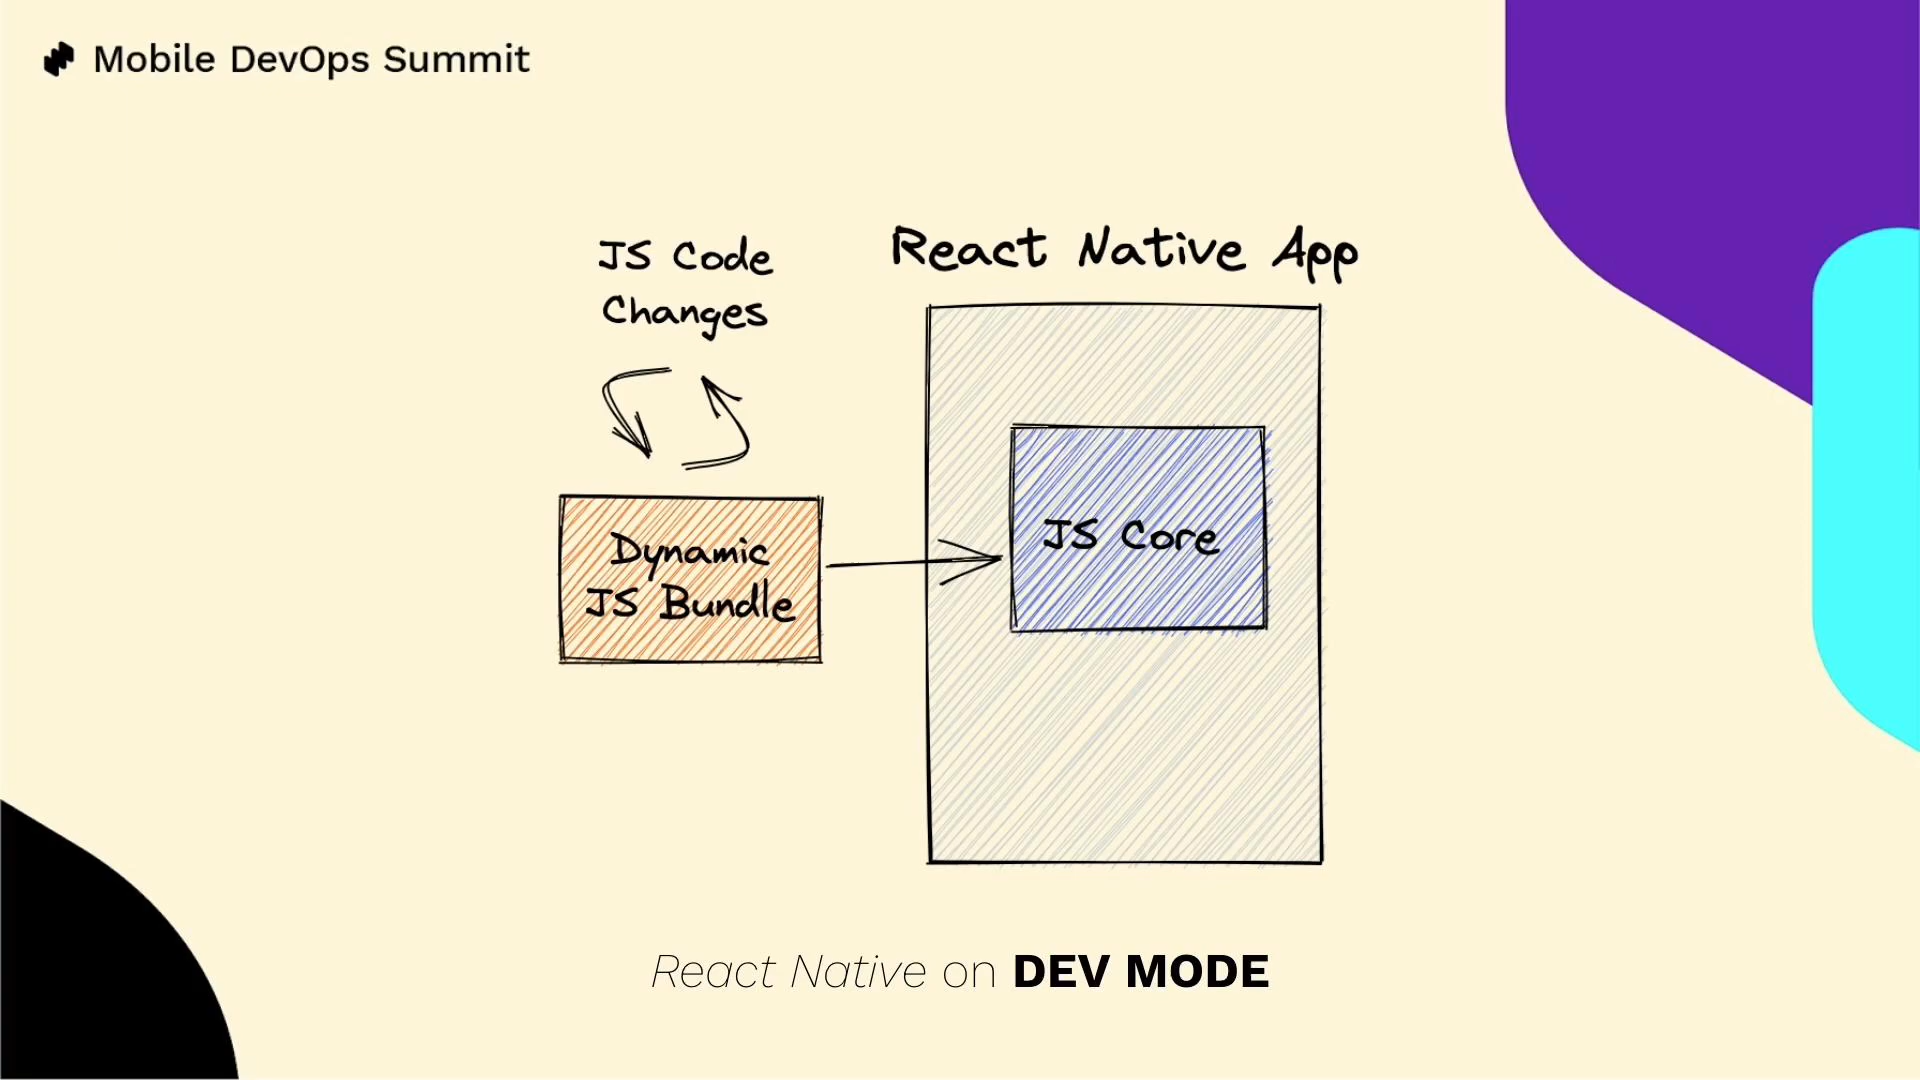 Mobile DevOps Summit
JS Code
Changes
React Native App
Dynamic
JS Bundle
JS Core
React Native on DEV MODE